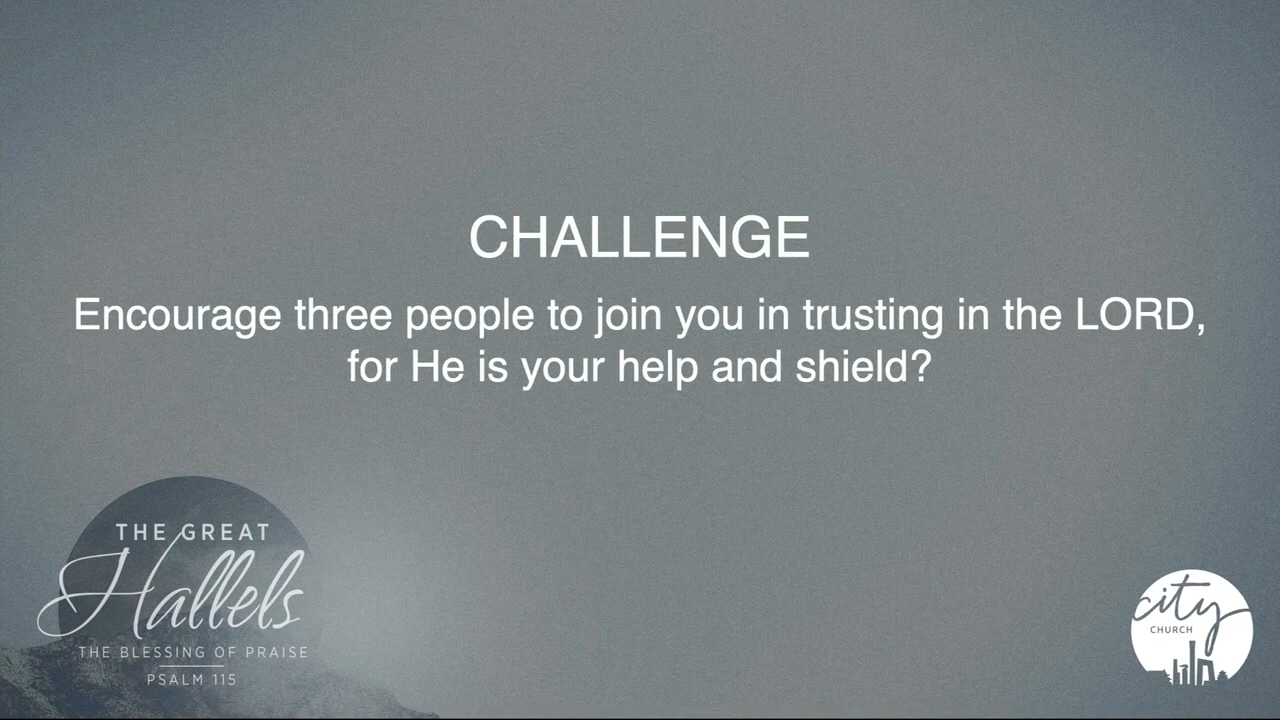 CHALLENGE
Encourage three people to join you in trusting in the LORD,
for He is your help and shield?
THE GREAT
Hallels
THE BLESSING OF PRAISE
PSALM 115
city
CHURCH